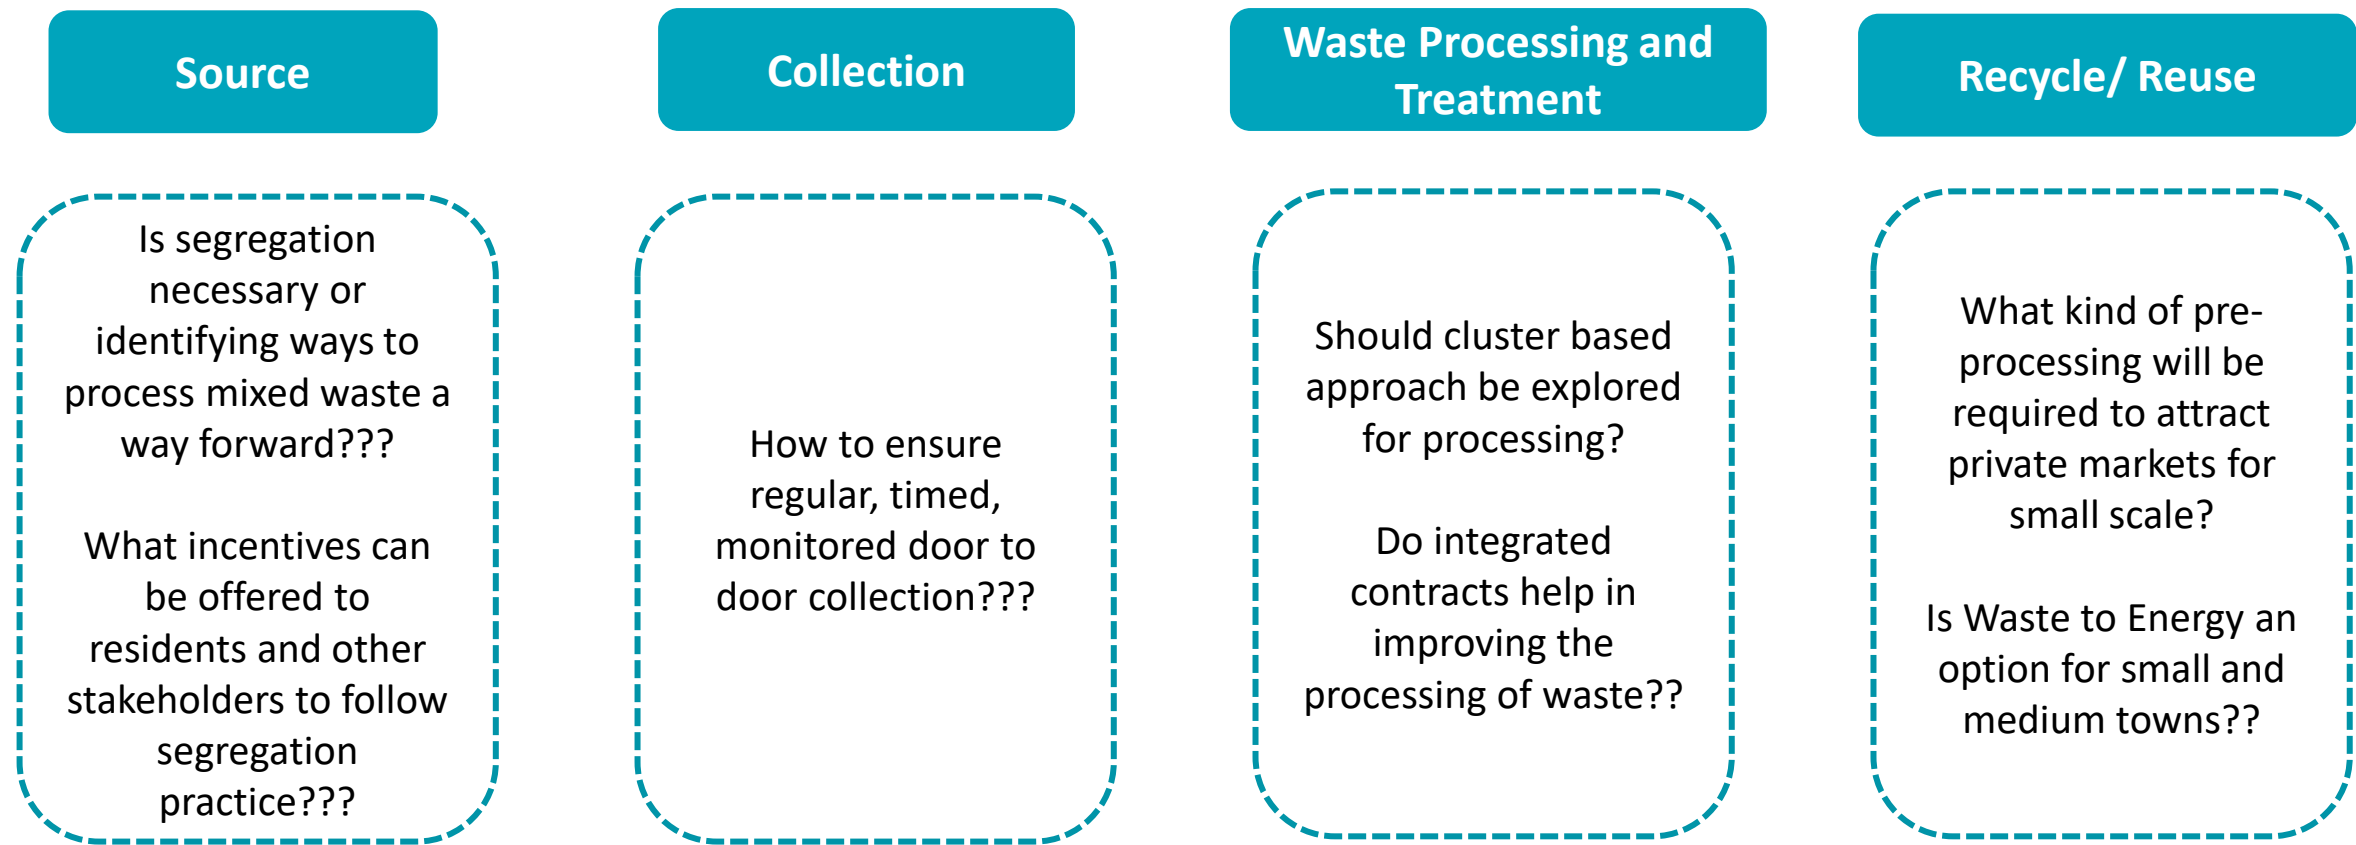 Source
Is segregation
necessary or
identifying ways to
process mixed waste a
way forward???
What incentives can
be offered to
residents and other
stakeholders to follow
segregation
practice???
Collection
How to ensure
regular, timed,
monitored door to
door collection???
Waste Processing and
Treatment
Should cluster based
approach be explored
for processing?
Do integrated
contracts help in
improving the
processing of waste??
Recycle/ Reuse
What kind of pre-
processing will be
required to attract
private markets for
small scale?
Is Waste to Energy an
option for small and
medium towns??